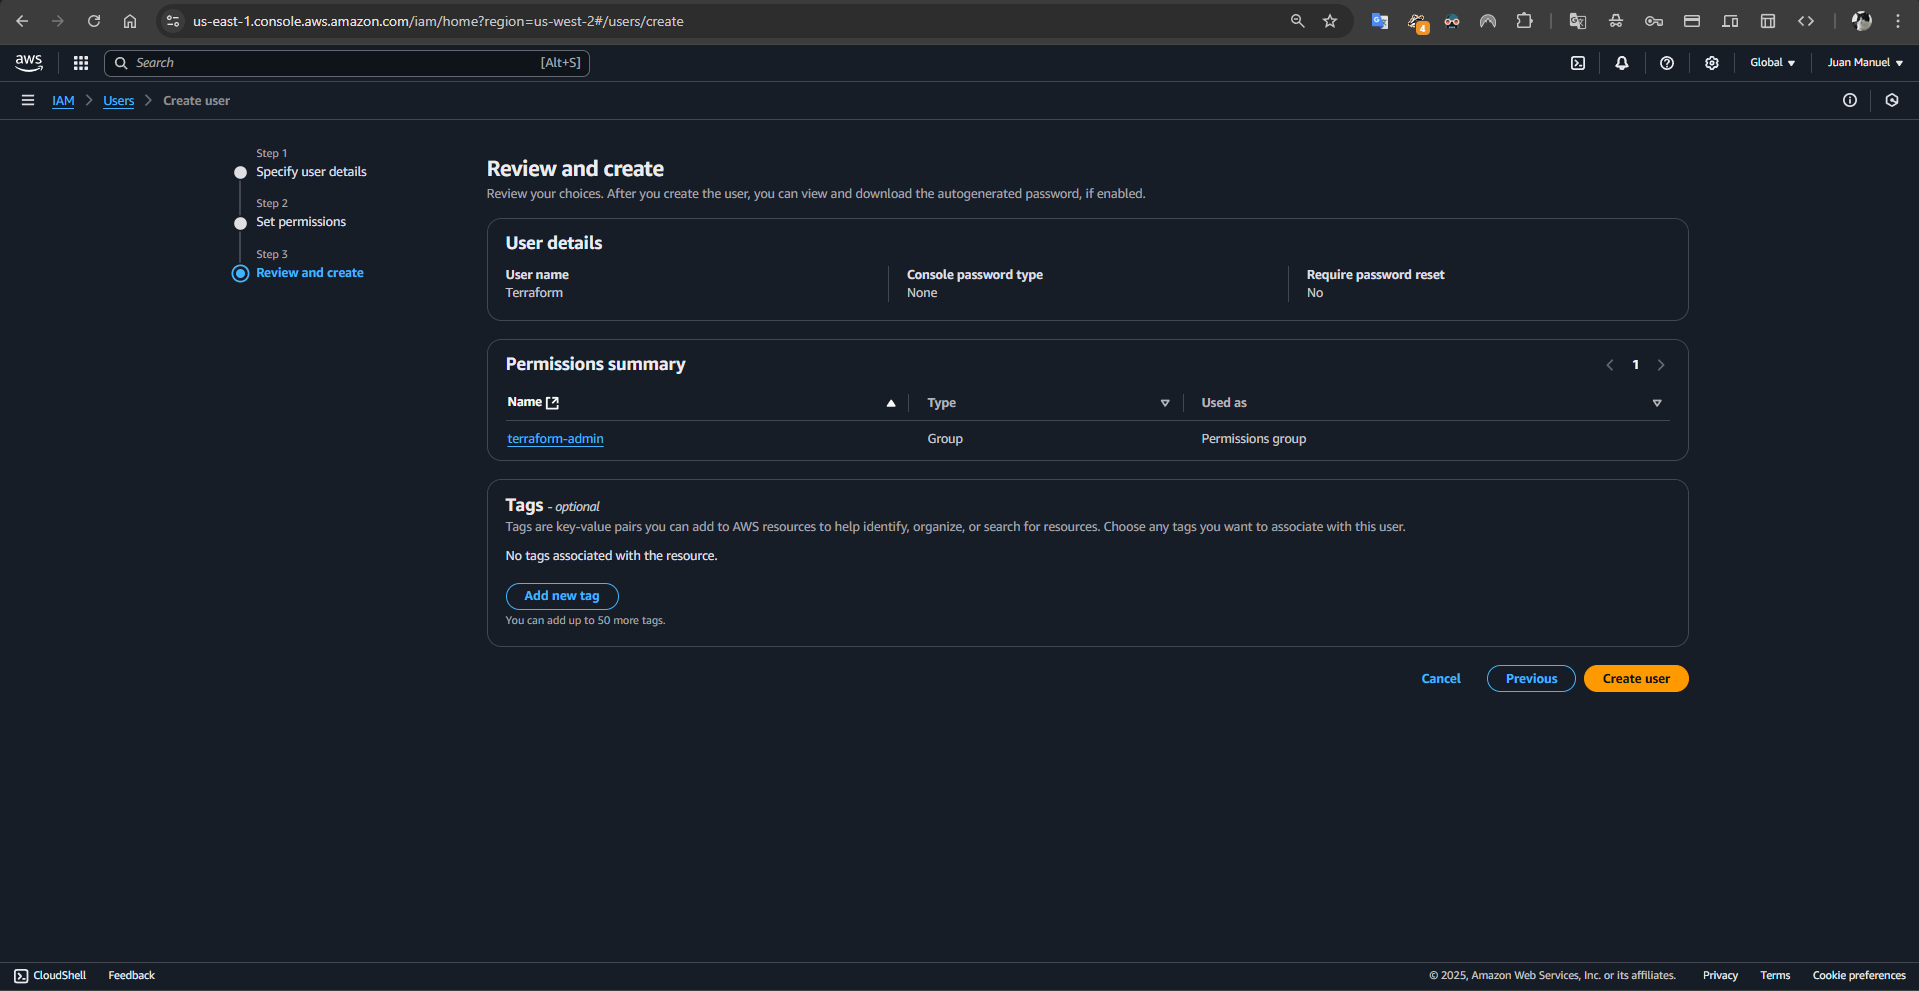 us-east-1.console.aws.amazon.com/iam/home?region=us-west-2#/users/create
4
aws
Search
[Alt+S]
Global
Juan Manuel
IAM
Users
Create user
Step 1
Specify user details
Step 2
Set permissions
Step 3
Review and create
Review and create
Review your choices. After you create the user, you can view and download the autogenerated password, if enabled.
User details
User name
Terraform
Console password type
None
Require password reset
No
Permissions summary
1
Name
Type
Used as
terraform-admin
Group
Permissions group
Tags - optional
Tags are key-value pairs you can add to AWS resources to help identify, organize, or search for resources. Choose any tags you want to associate with this user.
No tags associated with the resource.
Add new tag
You can add up to 50 more tags.
Cancel
Previous
Create user
CloudShell
Feedback
© 2025, Amazon Web Services, Inc. or its affiliates.
Privacy
Terms
Cookie preferences